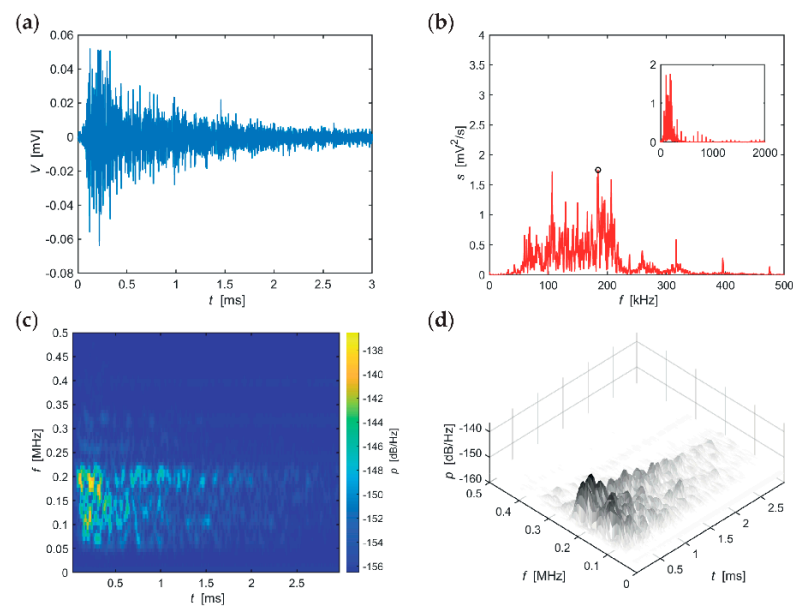 (a)
0.06
0.04
0.02
0
-0.02
-0.04
-0.06
-0.08
V [mV]
0 0.5 1 1.5 2 2.5 3
t [ms]
(b)
4
3.5
3
2.5
2
1.5
1
0.5
0
s [mV²/s]
0 100 200 300 400 500
f [kHz]
2
1
0
0 1000 2000
(c)
0.5
0.45
0.4
0.35
0.3
0.25
0.2
0.15
0.1
0.05
0
f [MHz]
0.5 1 1.5 2 2.5
t [ms]
-138
-141
-144
-147
-150
-153
-156
p [dB/Hz]
(d)
-140
-150
-160
p [dB/Hz]
0.5 0.4 0.3 0.2 0.1 0
f [MHz]
0.5 1 1.5 2 2.5
t [ms]